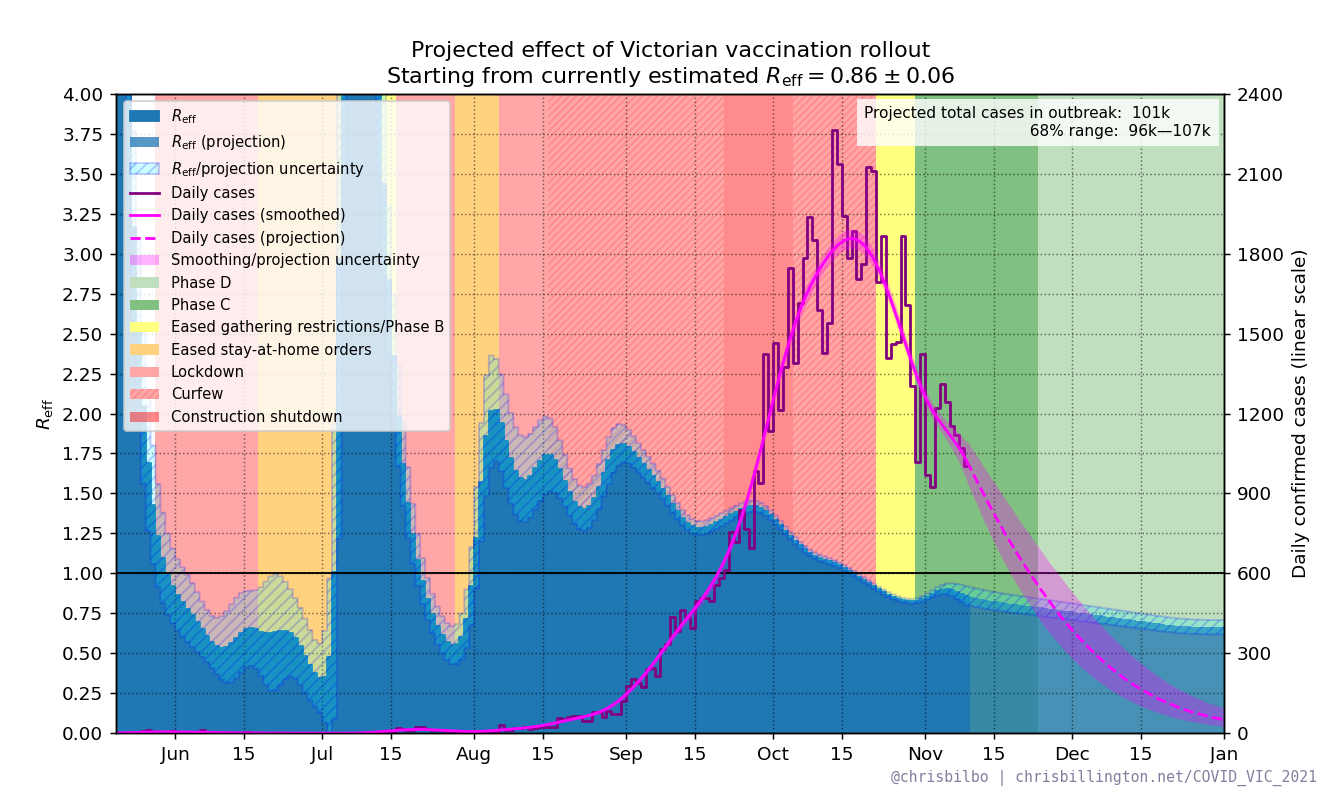 Projected effect of Victorian vaccination rollout
Starting from currently estimated R_eff = 0.86 ± 0.06
Projected total cases in outbreak: 101k
68% range: 96k—107k
R_eff
R_eff (projection)
R_eff/projection uncertainty
Daily cases
Daily cases (smoothed)
Daily cases (projection)
Smoothing/projection uncertainty
Phase D
Phase C
Eased gathering restrictions/Phase B
Eased stay-at-home orders
Lockdown
Curfew
Construction shutdown
R_eff
4.00
3.75
3.50
3.25
3.00
2.75
2.50
2.25
2.00
1.75
1.50
1.25
1.00
0.75
0.50
0.25
0.00
2400
2100
1800
1500
1200
900
600
300
0
Daily confirmed cases (linear scale)
Jun 15 Jul 15 Aug 15 Sep 15 Oct 15 Nov 15 Dec 15 Jan
@chrisbilbo | chrisbillington.net/COVID_VIC_2021